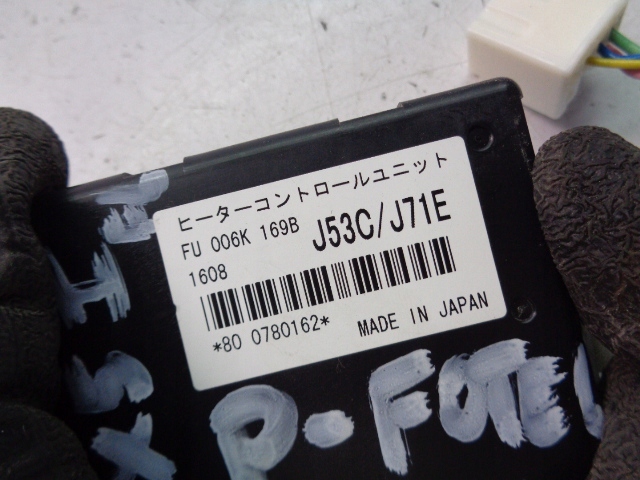 ヒーターコントロールユニット
FU 006K 169B J53C/J71E
1608
*80 0780162*
MADE IN JAPAN
P-FOTEL